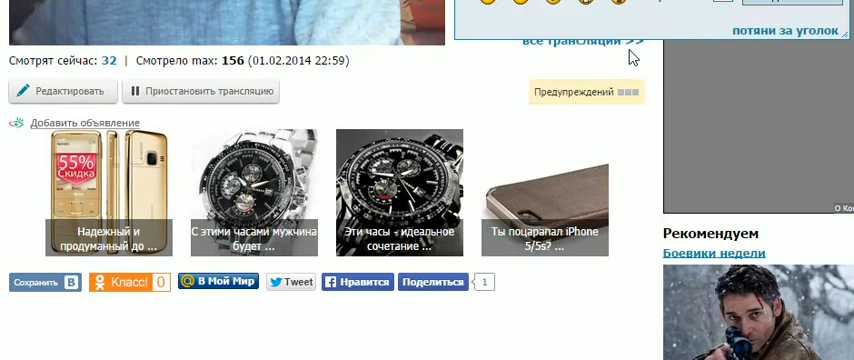 потяни за уголок
все трансляции >>
Смотрят сейчас: 32 | Смотрело max: 156 (01.02.2014 22:59)
Редактировать
Приостановить трансляцию
Предупреждений
Добавить объявление
55%
Скидка
Надежный и
продуманный до ...
С этими часами мужчина
будет ...
Эти часы - идеальное
сочетание ...
Ты поцарапал iPhone
5/5s? ...
Сохранить В
Класс! 0
@ В Мой Мир
Tweet
Нравится
Поделиться
1
Рекомендуем
Боевики недели